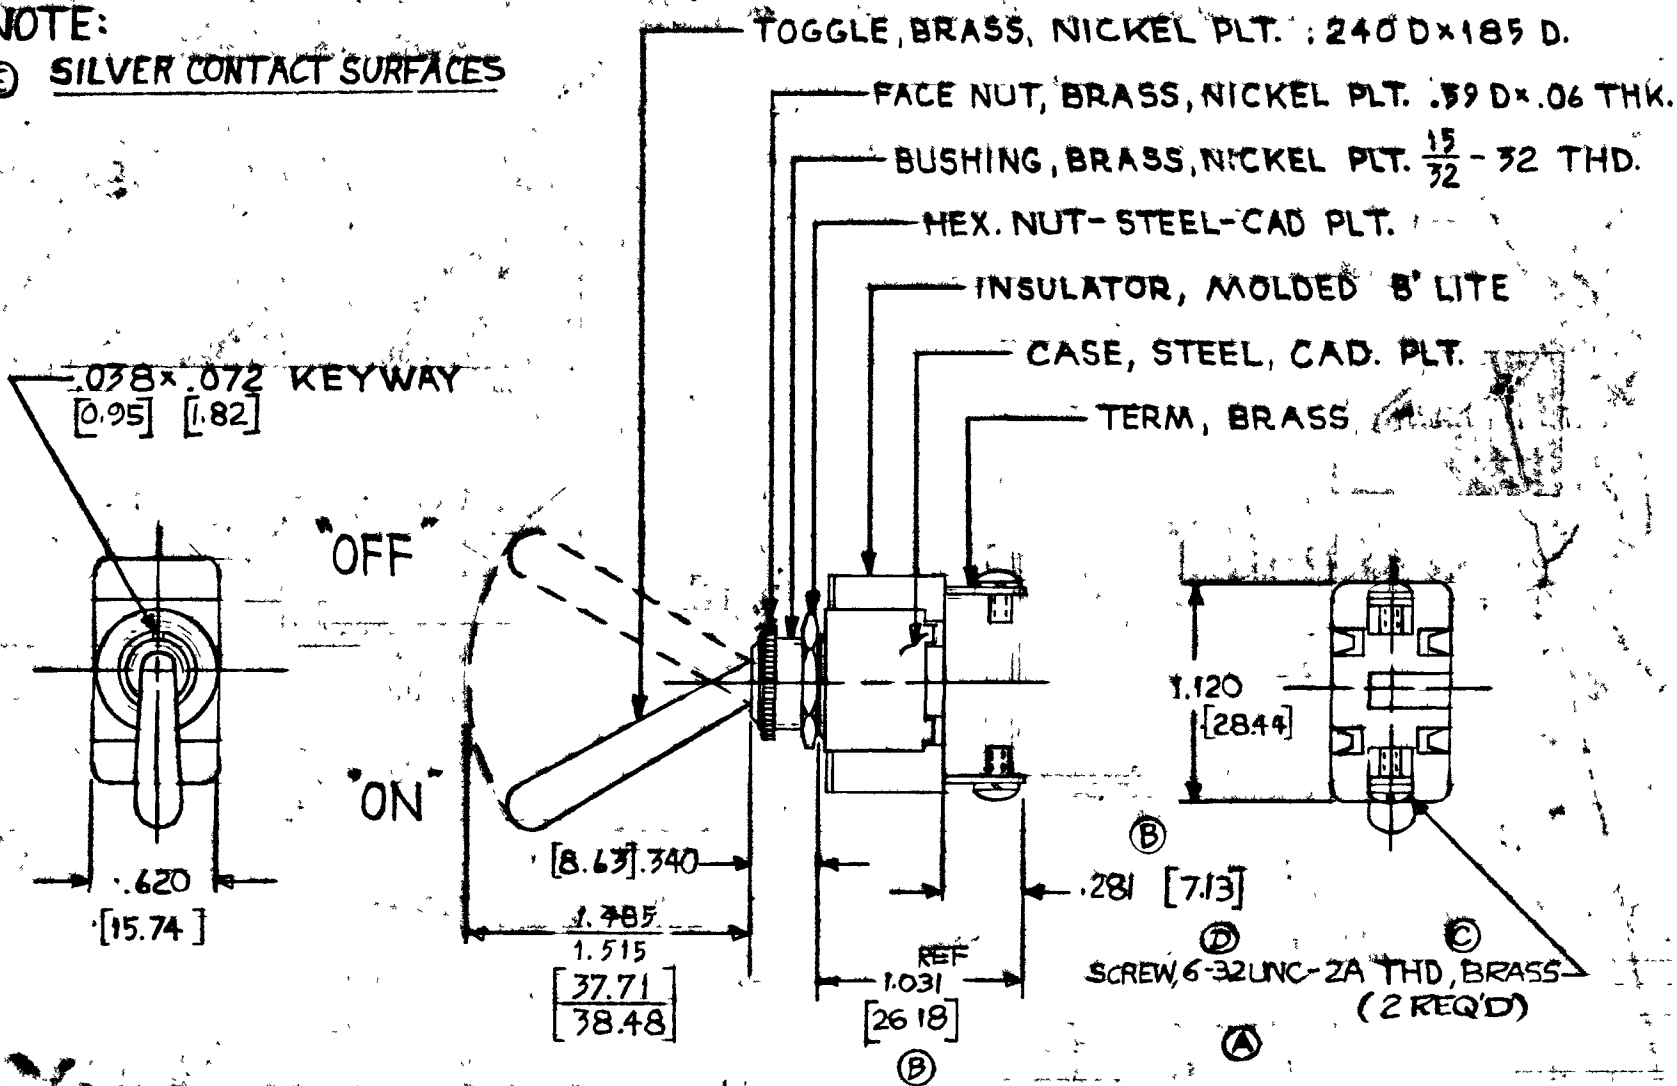 NOTE:
Ⓔ SILVER CONTACT SURFACES
TOGGLE, BRASS, NICKEL PLT. .240 D×185 D.
FACE NUT, BRASS, NICKEL PLT. .59 D×.06 THK.
BUSHING, BRASS, NICKEL PLT. 15/32 - 32 THD.
HEX. NUT-STEEL-CAD PLT.
INSULATOR, MOLDED B'LITE
CASE, STEEL, CAD. PLT.
TERM, BRASS
.038×.072 KEYWAY
[0.95] [1.82]
"OFF"
"ON"
.620
[15.74]
[8.63].340
1.485
1.515
[37.71
38.48]
REF
1.031
[26.18]
Ⓑ
Ⓑ
.281 [7.13]
1.120
[28.44]
Ⓓ Ⓒ
SCREW, 6-32UNC-2A THD, BRASS
(2 REQ'D)
Ⓐ